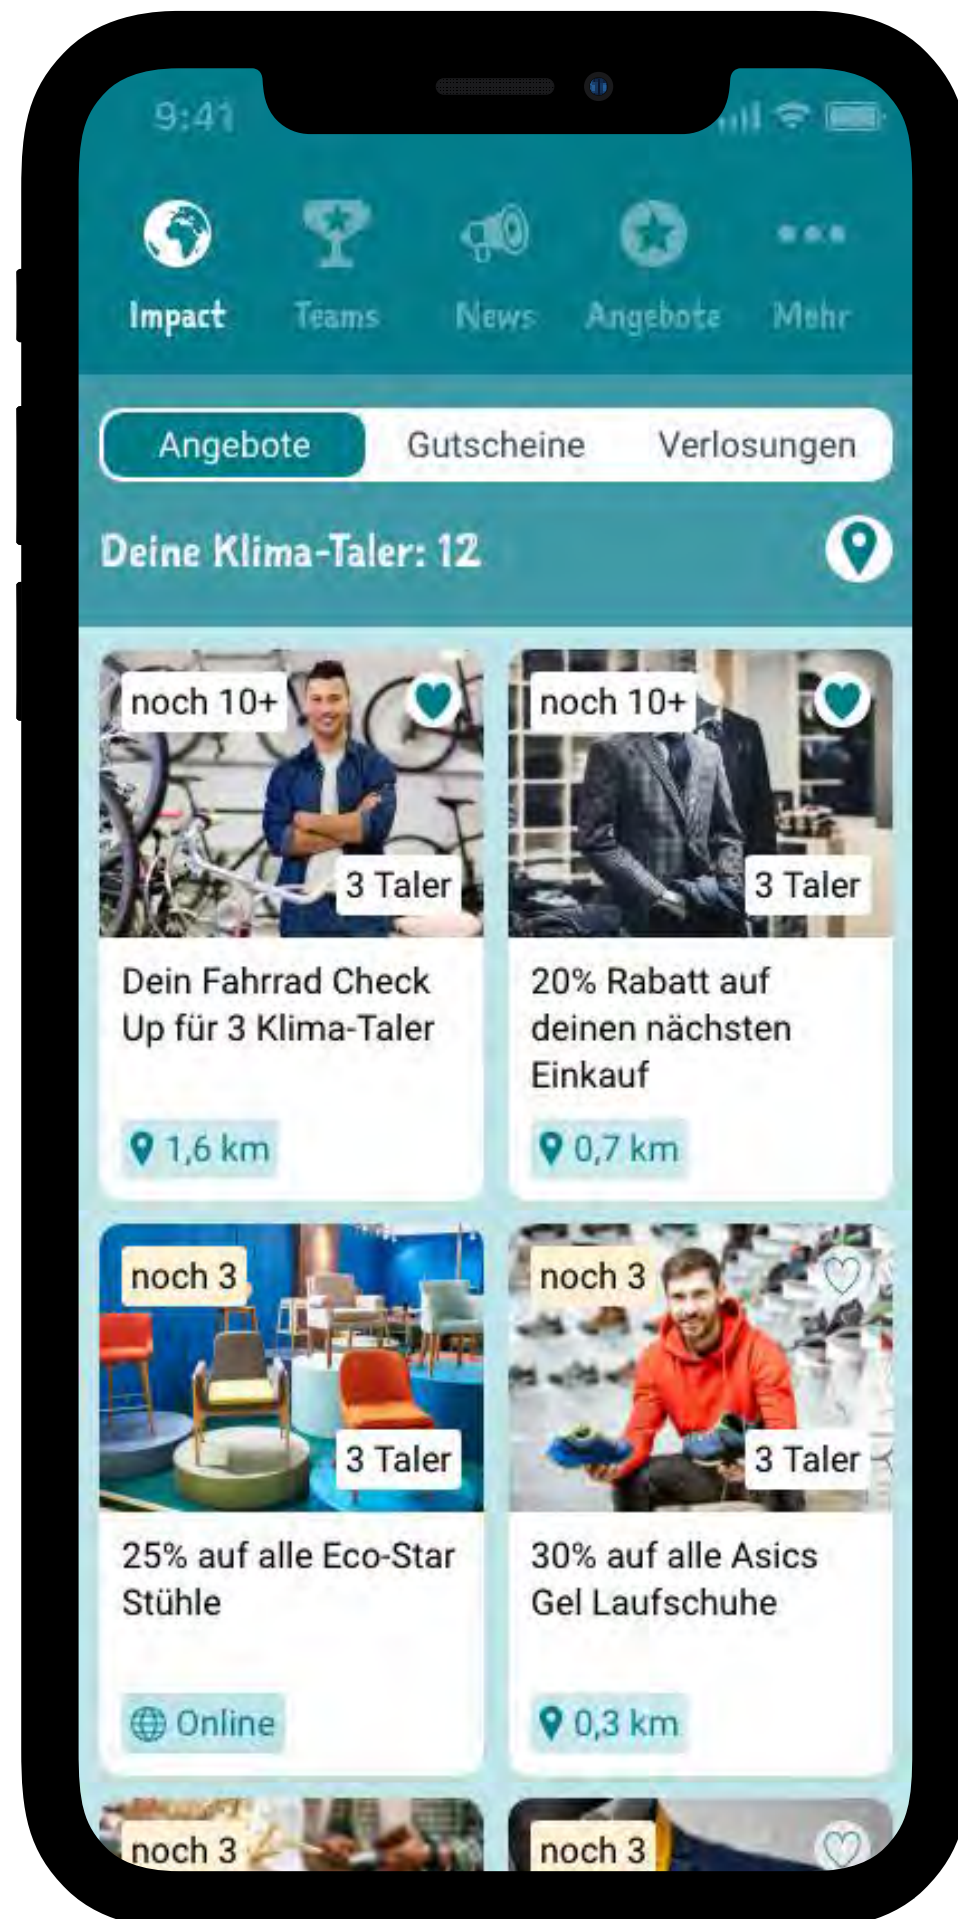 9:41
Impact Teams News Angebote Mehr
Angebote Gutscheine Verlosungen
Deine Klima-Taler: 12
noch 10+
3 Taler
Dein Fahrrad Check
Up für 3 Klima-Taler
1,6 km
noch 10+
3 Taler
20% Rabatt auf
deinen nächsten
Einkauf
0,7 km
noch 3
3 Taler
25% auf alle Eco-Star
Stühle
Online
noch 3
3 Taler
30% auf alle Asics
Gel Laufschuhe
0,3 km
noch 3
noch 3